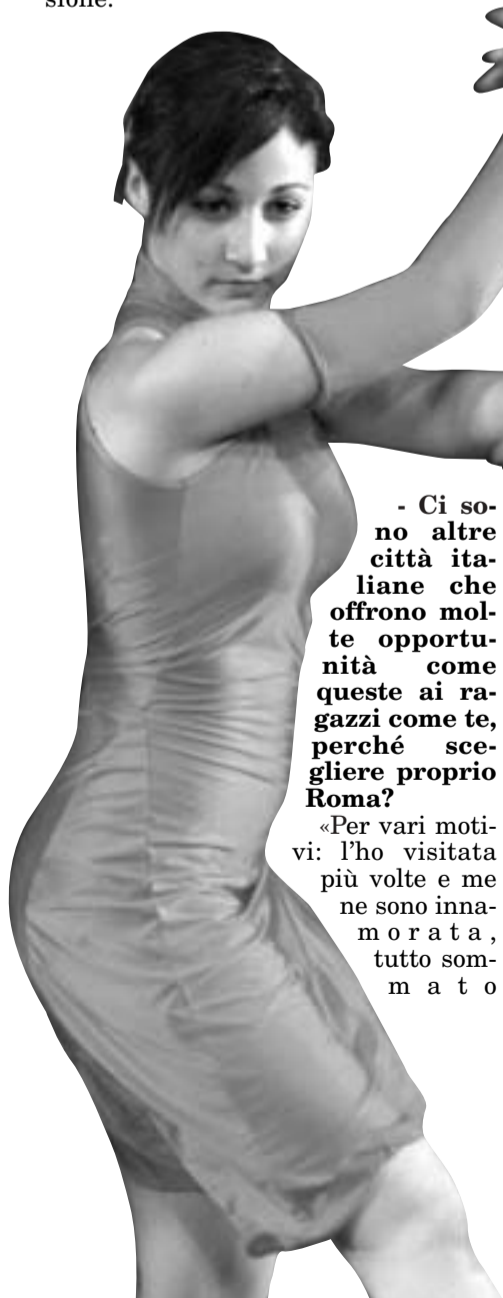 sione.
- Ci so-
no altre
città ita-
liane che
offrono mol-
te opportu-
nità come
queste ai ra-
gazzi come te,
perché sce-
gliere proprio
Roma?
«Per vari moti-
vi: l'ho visitata
più volte e me
ne sono inna-
morata,
tutto som-
mato